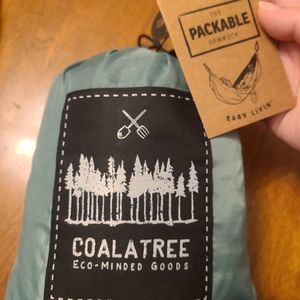 THE
PACKABLE
HAMMOCK
EASY LIVIN'
COALATREE
ECO-MINDED GOODS